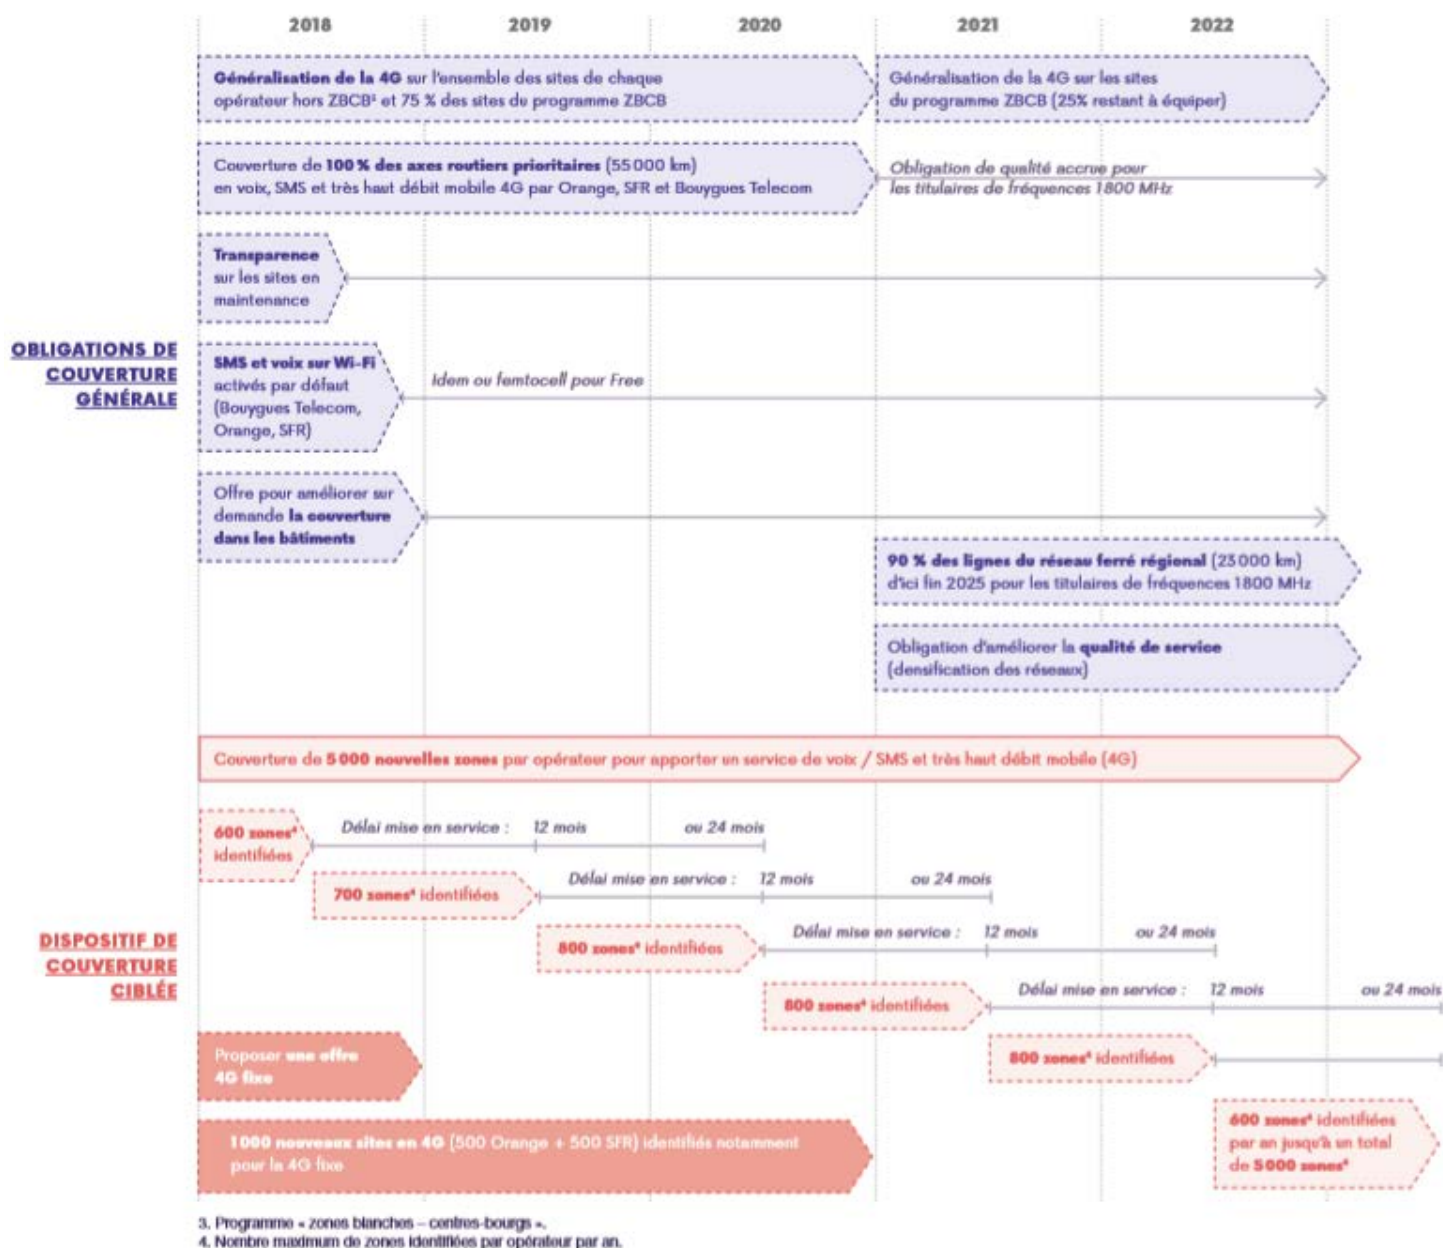 2018 2019 2020 2021 2022
Généralisation de la 4G sur l'ensemble des sites de chaque
opérateur hors ZBCB³ et 75 % des sites du programme ZBCB
Généralisation de la 4G sur les sites
du programme ZBCB (25% restant à équiper)
Couverture de 100 % des axes routiers prioritaires (55 000 km)
en voix, SMS et très haut débit mobile 4G par Orange, SFR et Bouygues Telecom
Obligation de qualité accrue pour
les titulaires de fréquences 1800 MHz
Transparence
sur les sites en
maintenance
OBLIGATIONS DE
COUVERTURE
GÉNÉRALE
SMS et voix sur Wi-Fi
activés par défaut
(Bouygues Telecom,
Orange, SFR)
Idem ou femtocell pour Free
Offre pour améliorer sur
demande la couverture
dans les bâtiments
90 % des lignes du réseau ferré régional (23 000 km)
d'ici fin 2025 pour les titulaires de fréquences 1800 MHz
Obligation d'améliorer la qualité de service
(densification des réseaux)
Couverture de 5 000 nouvelles zones par opérateur pour apporter un service de voix / SMS et très haut débit mobile (4G)
600 zones⁴
identifiées
Délai mise en service : 12 mois ou 24 mois
700 zones⁴ identifiées
Délai mise en service : 12 mois ou 24 mois
800 zones⁴ identifiées
Délai mise en service : 12 mois ou 24 mois
DISPOSITIF DE
COUVERTURE
CIBLÉE
800 zones⁴ identifiées
Délai mise en service : 12 mois ou 24 mois
800 zones⁴ identifiées
Proposer une offre
4G fixe
600 zones⁴ identifiées
par an jusqu'à un total
de 5 000 zones⁴
1 000 nouveaux sites en 4G (500 Orange + 500 SFR) identifiés notamment
pour la 4G fixe
3. Programme « zones blanches – centres-bourgs ».
4. Nombre maximum de zones identifiées par opérateur par an.